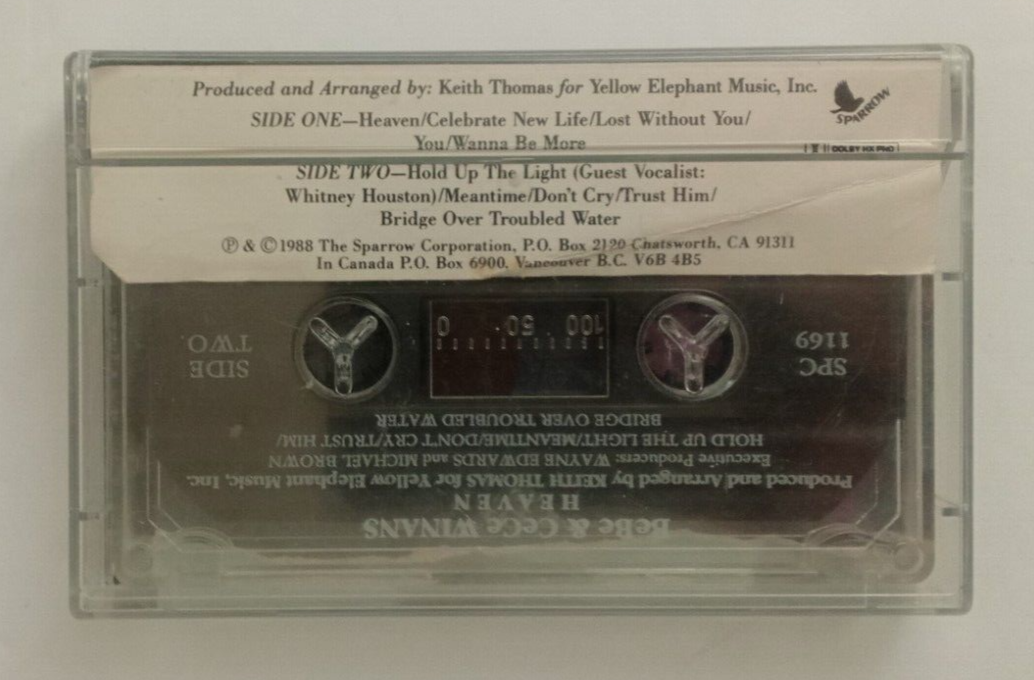 Produced and Arranged by: Keith Thomas for Yellow Elephant Music, Inc.
SPARROW
SIDE ONE—Heaven/Celebrate New Life/Lost Without You/
You/Wanna Be More
DOLBY HX PRO
SIDE TWO—Hold Up The Light (Guest Vocalist:
Whitney Houston)/Meantime/Don't Cry/Trust Him/
Bridge Over Troubled Water
Ⓟ & ©1988 The Sparrow Corporation, P.O. Box 2120 Chatsworth, CA 91311
In Canada P.O. Box 6900, Vancouver B.C. V6B 4B5
BeBe & CeCe WINANS
HEAVEN
Produced and Arranged by KEITH THOMAS for Yellow Elephant Music, Inc.
Executive Producers: WAYNE EDWARDS and MICHAEL BROWN
HOLD UP THE LIGHT/MEANTIME/DON'T CRY/TRUST HIM/
BRIDGE OVER TROUBLED WATER
SPC
1169
100 50 0
SIDE
TWO.